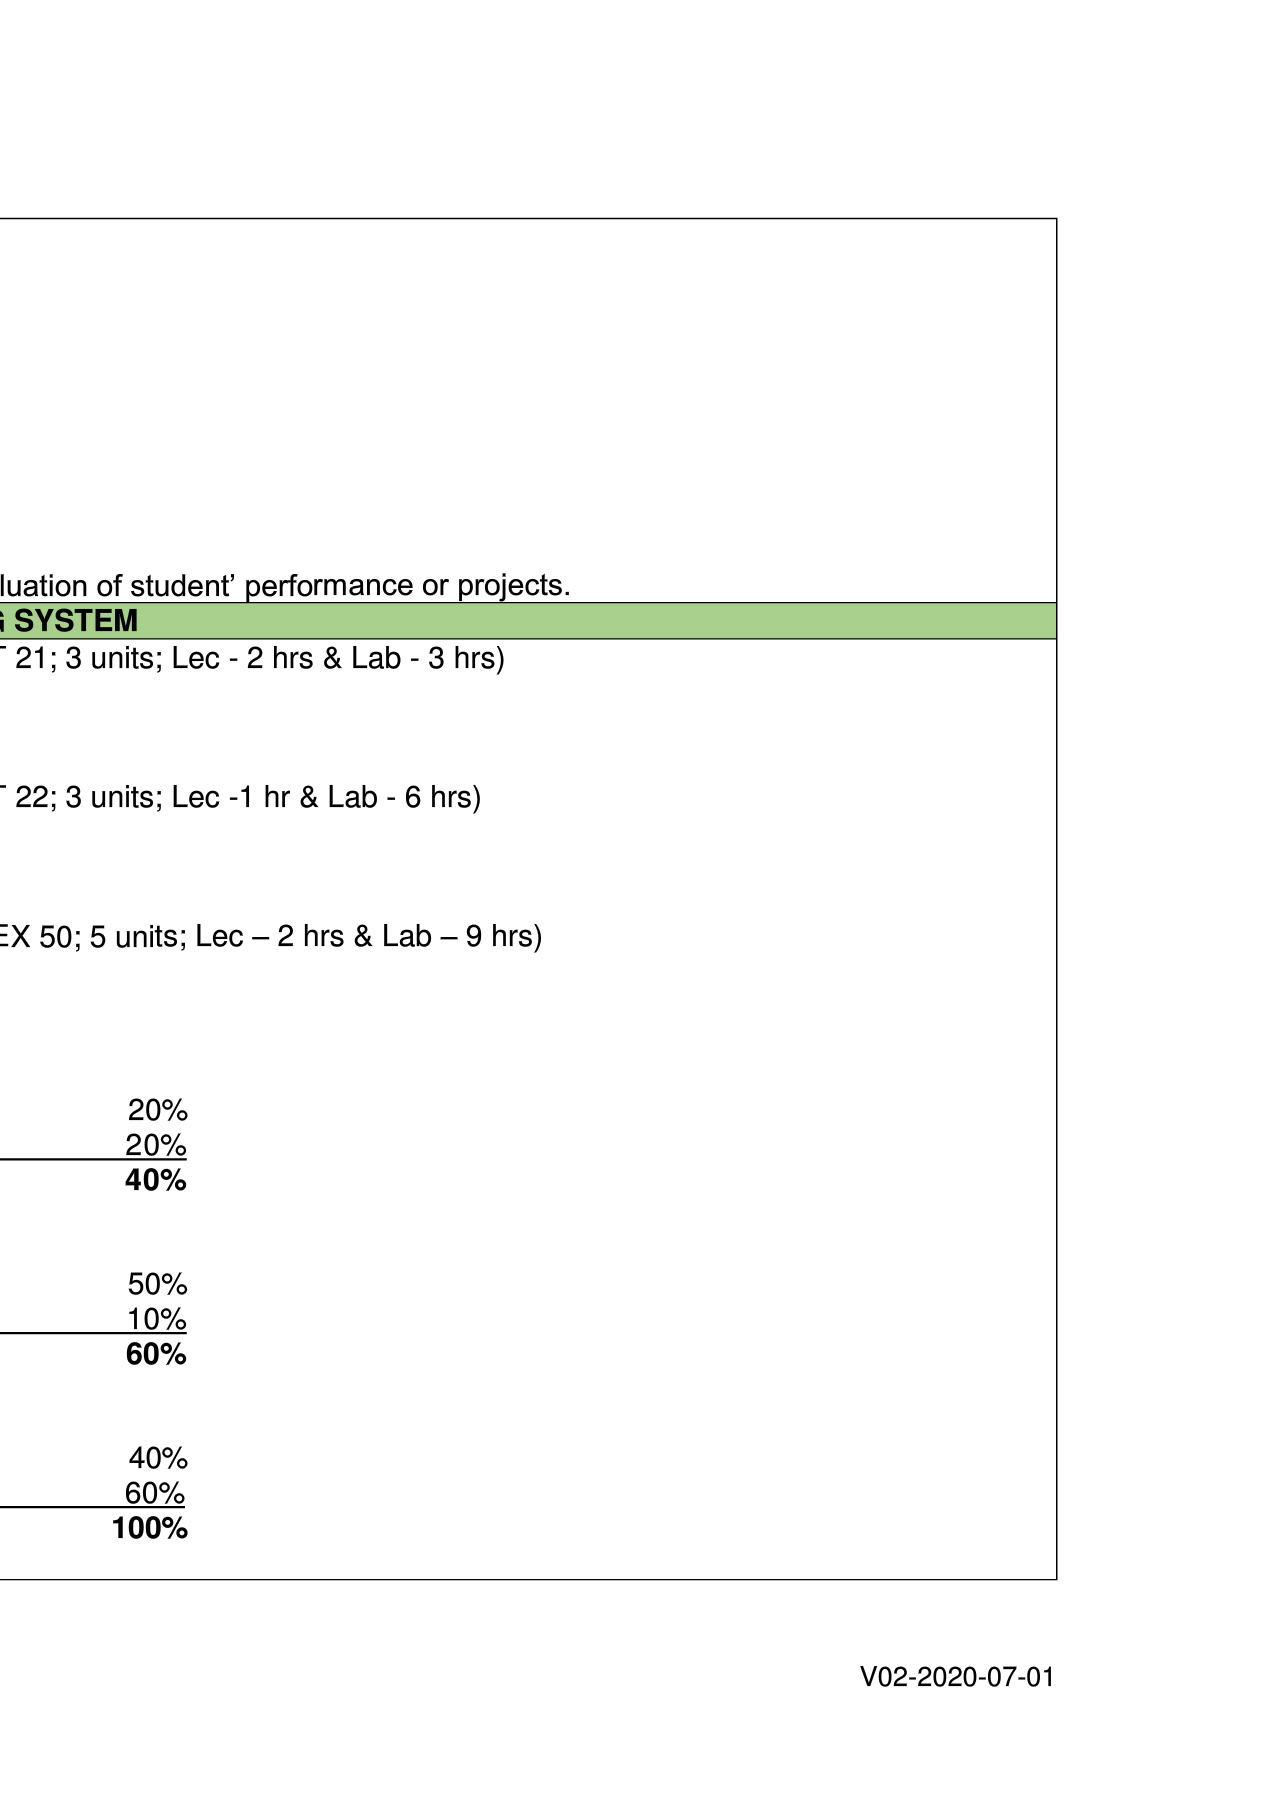 luation of student’ performance or projects.
G SYSTEM
T 21; 3 units; Lec - 2 hrs & Lab - 3 hrs)
T 22; 3 units; Lec -1 hr & Lab - 6 hrs)
EX 50; 5 units; Lec – 2 hrs & Lab – 9 hrs)
20%
20%
40%
50%
10%
60%
40%
60%
100%
V02-2020-07-01